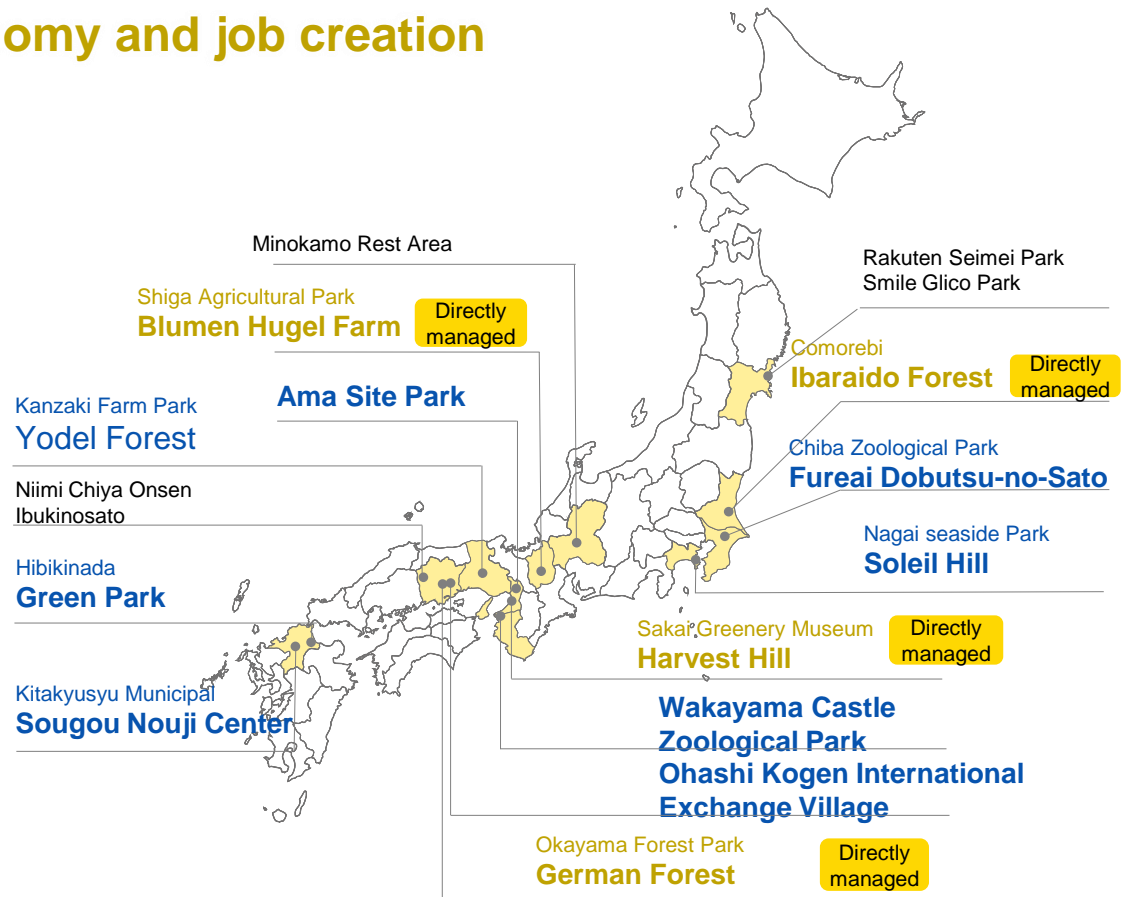 omy and job creation
Minokamo Rest Area
Rakuten Seimei Park
Smile Glico Park
Shiga Agricultural Park
Blumen Hugel Farm
Directly
managed
Comorebi
Ibaraido Forest
Directly
managed
Ama Site Park
Kanzaki Farm Park
Yodel Forest
Chiba Zoological Park
Fureai Dobutsu-no-Sato
Niimi Chiya Onsen
Ibukinosato
Nagai seaside Park
Soleil Hill
Hibikinada
Green Park
Sakai Greenery Museum
Harvest Hill
Directly
managed
Kitakyusyu Municipal
Sougou Nouji Center
Wakayama Castle
Zoological Park
Ohashi Kogen International
Exchange Village
Okayama Forest Park
German Forest
Directly
managed